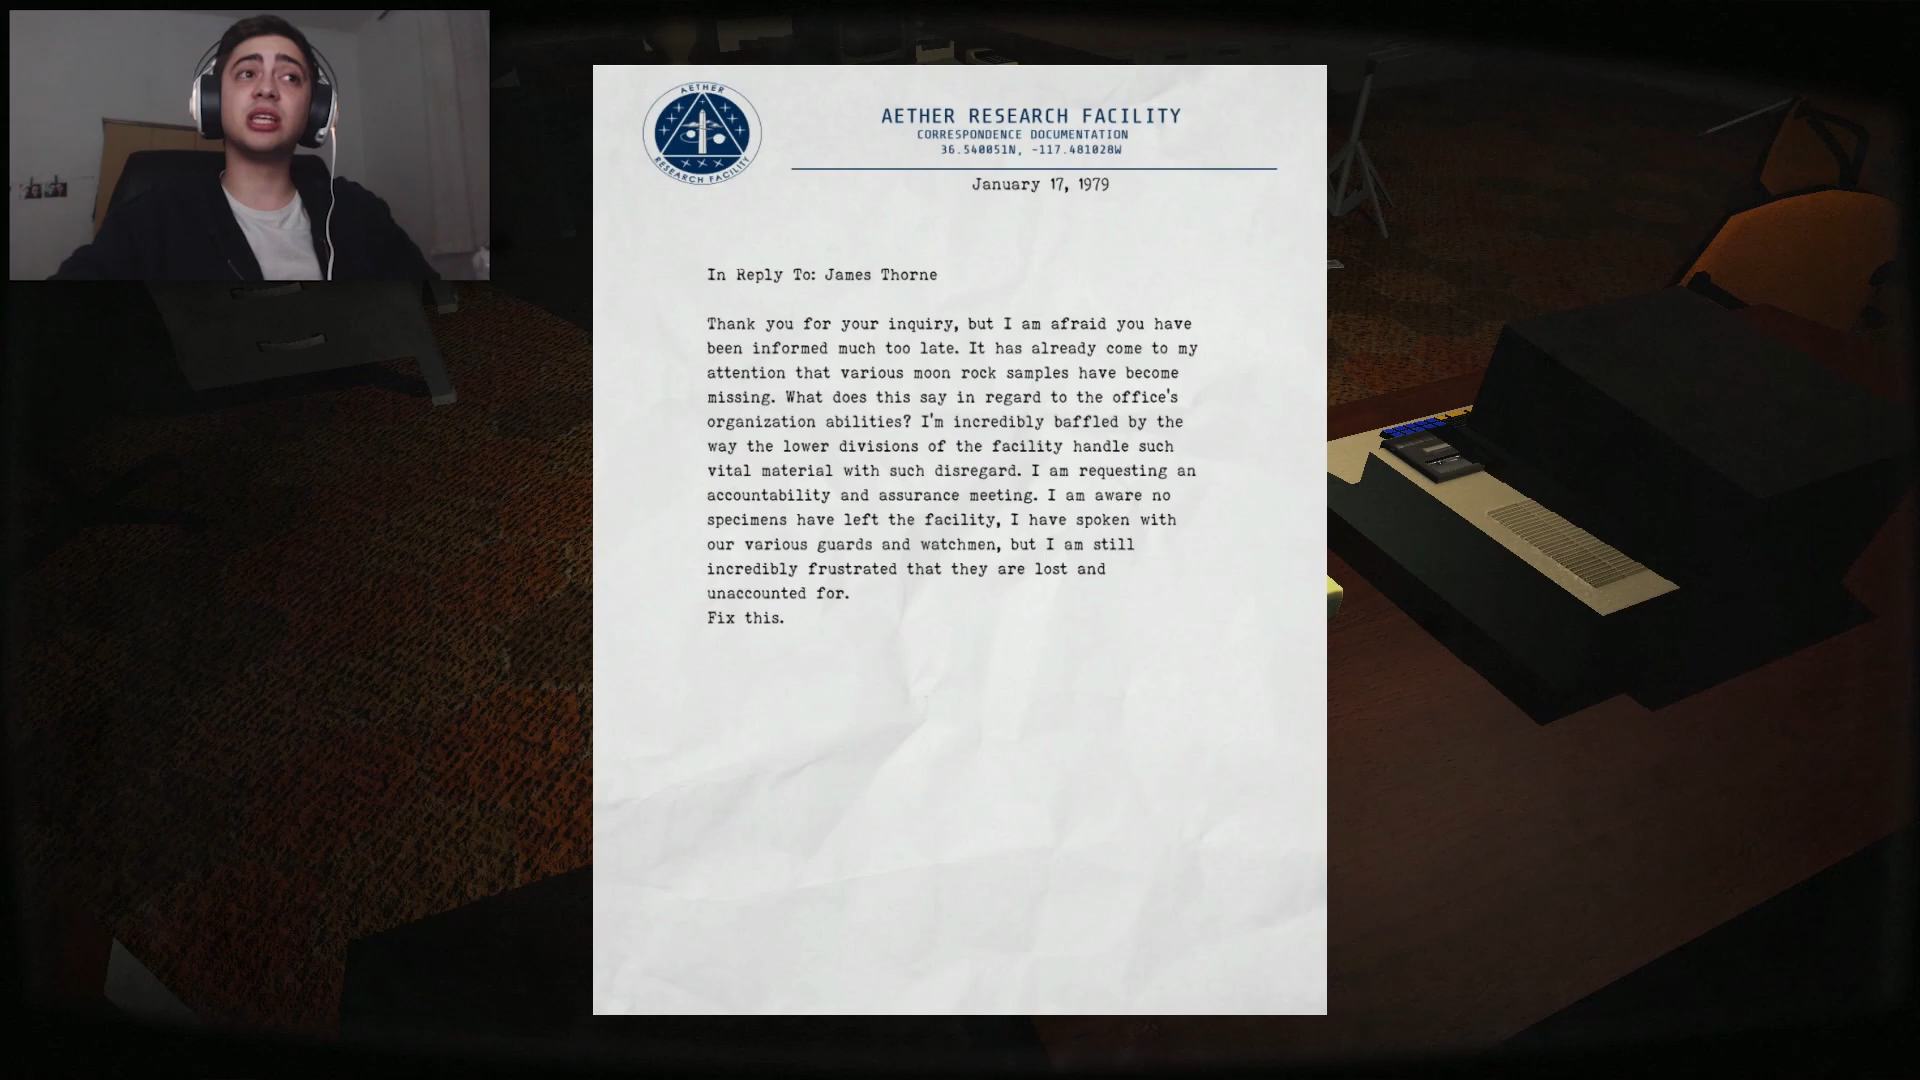 AETHER
RESEARCH FACILITY
AETHER RESEARCH FACILITY
CORRESPONDENCE DOCUMENTATION
36.540051N, -117.481028W
January 17, 1979
In Reply To: James Thorne
Thank you for your inquiry, but I am afraid you have
been informed much too late. It has already come to my
attention that various moon rock samples have become
missing. What does this say in regard to the office's
organization abilities? I'm incredibly baffled by the
way the lower divisions of the facility handle such
vital material with such disregard. I am requesting an
accountability and assurance meeting. I am aware no
specimens have left the facility, I have spoken with
our various guards and watchmen, but I am still
incredibly frustrated that they are lost and
unaccounted for.
Fix this.